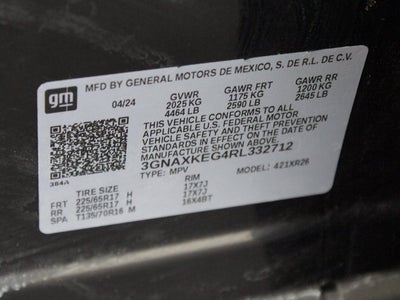 gm
MFD BY GENERAL MOTORS DE MEXICO, S. DE R.L. DE C.V.
04/24 GVWR GAWR FRT GAWR RR
2025 KG 1175 KG 1200 KG
4464 LB 2590 LB 2645 LB
THIS VEHICLE CONFORMS TO ALL
APPLICABLE U.S. FEDERAL MOTOR
VEHICLE SAFETY, BUMPER, AND
THEFT PREVENTION STANDARDS IN
EFFECT ON THE DATE OF
MANUFACTURE SHOWN ABOVE.
3GNAXKEG4RL332712
384A TYPE: MPV MODEL: 421XR26
TIRE SIZE RIM
FRT 225/65R17 H 17X7J
RR 225/65R17 H 17X7J
SPA T135/70R16 M 16X4BT